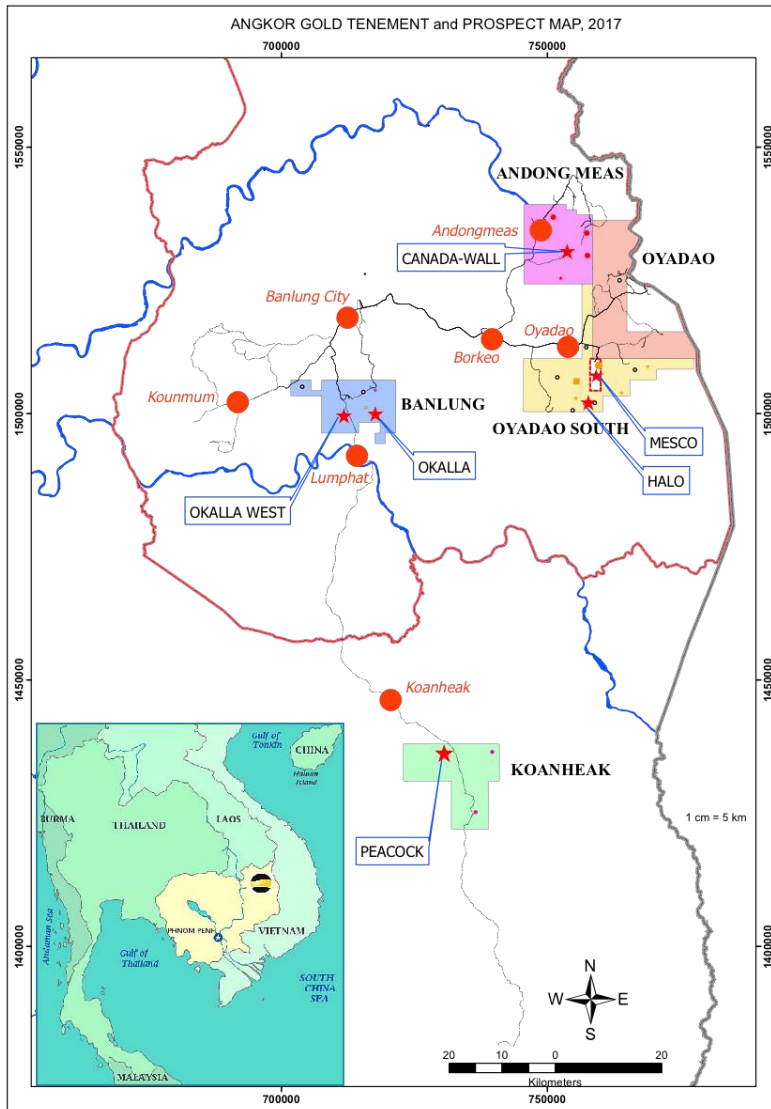 ANGKOR GOLD TENEMENT and PROSPECT MAP, 2017
700000
750000
1550000
1550000
ANDONG MEAS
Andongmeas
CANADA-WALL
OYADAO
Banlung City
Oyadao
Borkeo
Kounmum
BANLUNG
1500000
1500000
OYADAO SOUTH
MESCO
OKALLA
HALO
Lumphat
OKALLA WEST
1450000
1450000
Koanheak
KOANHEAK
PEACOCK
1 cm = 5 km
Gulf of
Tonkin
CHINA
Hainan
Island
BURMA
LAOS
THAILAND
PHNOM PENH
VIETNAM
Andaman Sea
Gulf of
Thailand
SOUTH
CHINA
SEA
MALAYSIA
1400000
1400000
N
W
E
S
20
10
0
20
Kilometers
700000
750000